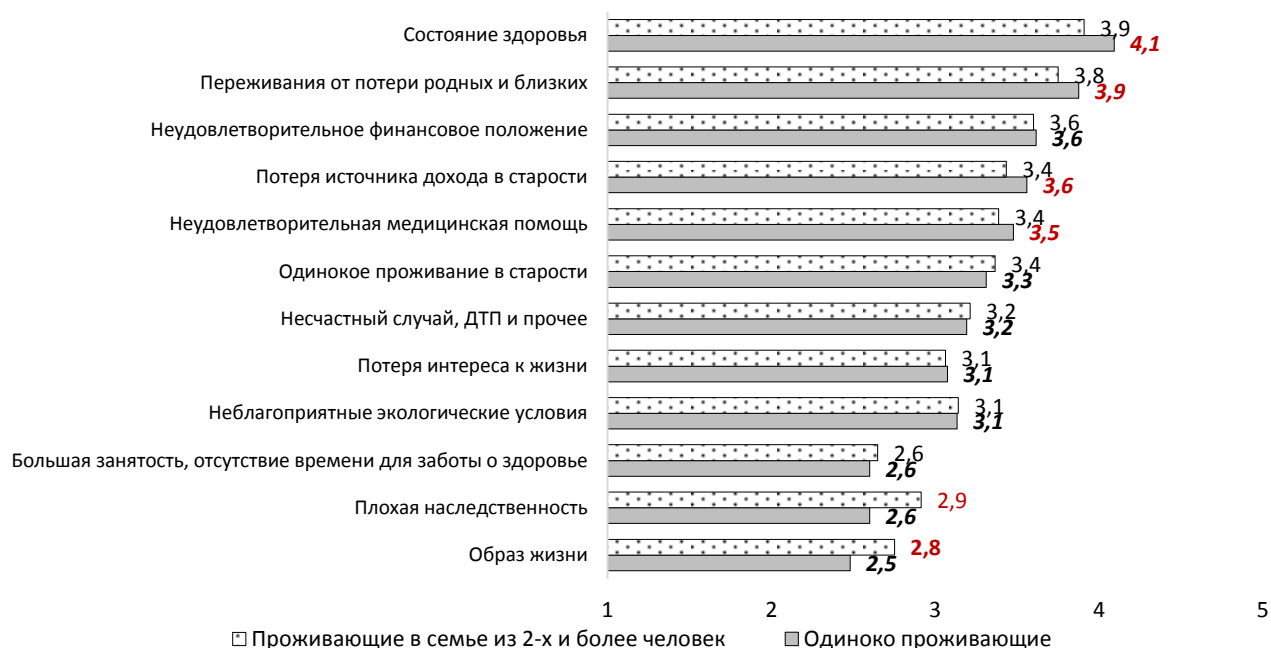 Состояние здоровья
3,9
4,1
Переживания от потери родных и близких
3,8
3,9
Неудовлетворительное финансовое положение
3,6
3,6
Потеря источника дохода в старости
3,4
3,6
Неудовлетворительная медицинская помощь
3,4
3,5
Одинокое проживание в старости
3,4
3,3
Несчастный случай, ДТП и прочее
3,2
3,2
Потеря интереса к жизни
3,1
3,1
Неблагоприятные экологические условия
3,1
3,1
Большая занятость, отсутствие времени для заботы о здоровье
2,6
2,6
Плохая наследственность
2,9
2,6
Образ жизни
2,8
2,5
1 2 3 4 5
Проживающие в семье из 2-х и более человек Одиноко проживающие